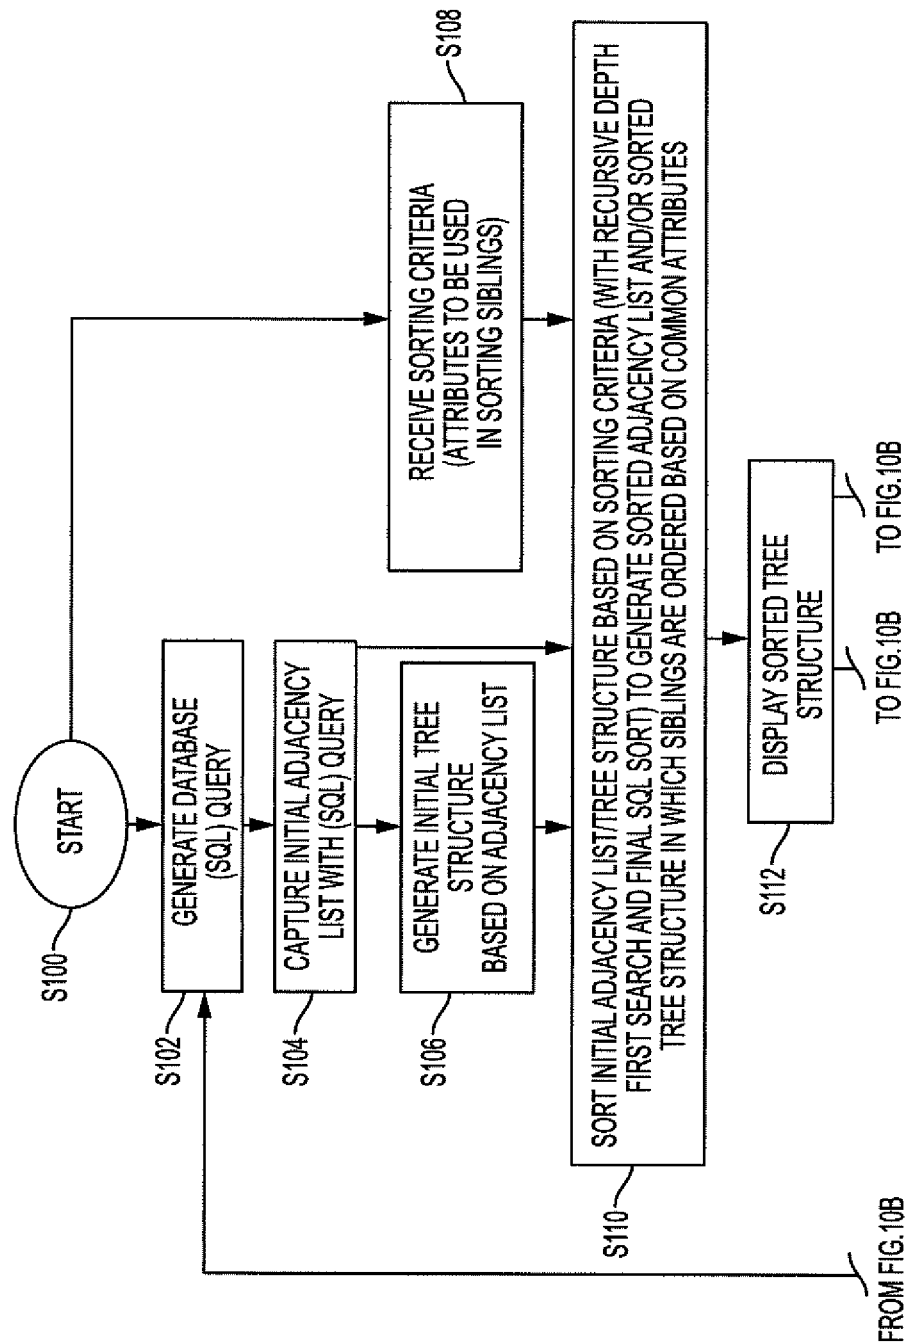 START
S100
GENERATE DATABASE
(SQL) QUERY
S102
CAPTURE INITIAL ADJACENCY
LIST WITH (SQL) QUERY
S104
GENERATE INITIAL TREE
STRUCTURE
BASED ON ADJACENCY LIST
S106
RECEIVE SORTING CRITERIA
(ATTRIBUTES TO BE USED
IN SORTING SIBLINGS)
S108
SORT INITIAL ADJACENCY LIST/TREE STRUCTURE BASED ON SORTING CRITERIA (WITH RECURSIVE DEPTH
FIRST SEARCH AND FINAL SQL SORT) TO GENERATE SORTED ADJACENCY LIST AND/OR SORTED
TREE STRUCTURE IN WHICH SIBLINGS ARE ORDERED BASED ON COMMON ATTRIBUTES
S110
DISPLAY SORTED TREE
STRUCTURE
S112
FROM FIG.10B
TO FIG.10B
TO FIG.10B